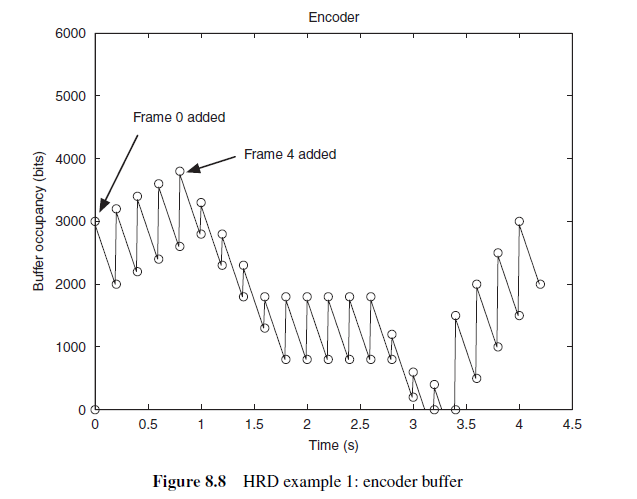 Encoder
6000
5000
4000
3000
2000
1000
0
Buffer occupancy (bits)
Frame 0 added
Frame 4 added
0 0.5 1 1.5 2 2.5 3 3.5 4 4.5
Time (s)
Figure 8.8 HRD example 1: encoder buffer